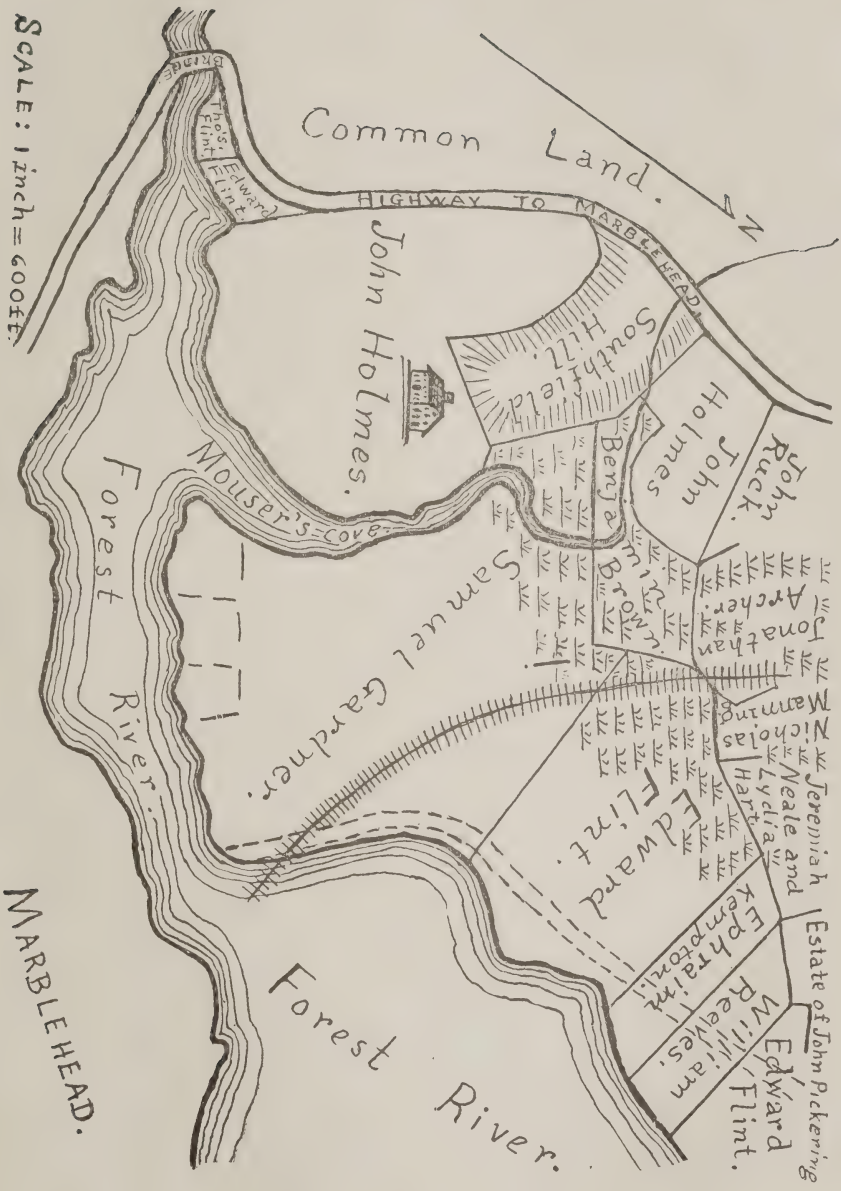 SCALE: 1 inch = 600 ft.
BRIDGE
Tho's.
Flint.
Edward
Flint.
Common Land.
N
HIGHWAY TO MARBLEHEAD
John Holmes.
Southfield
Hill.
John
Holmes
John
Ruck.
Benjamin
Brown.
Jonathan
Archer.
Nicholas
Manning
Jeremiah
Neale and
Lydia
Hart.
Mouser's cove
Samuel Gardner.
Edward
Flint.
Ephraim
Kempton.
William
Reeves.
Estate of John Pickering
Edward
Flint.
Forest River.
Forest River.
MARBLEHEAD.